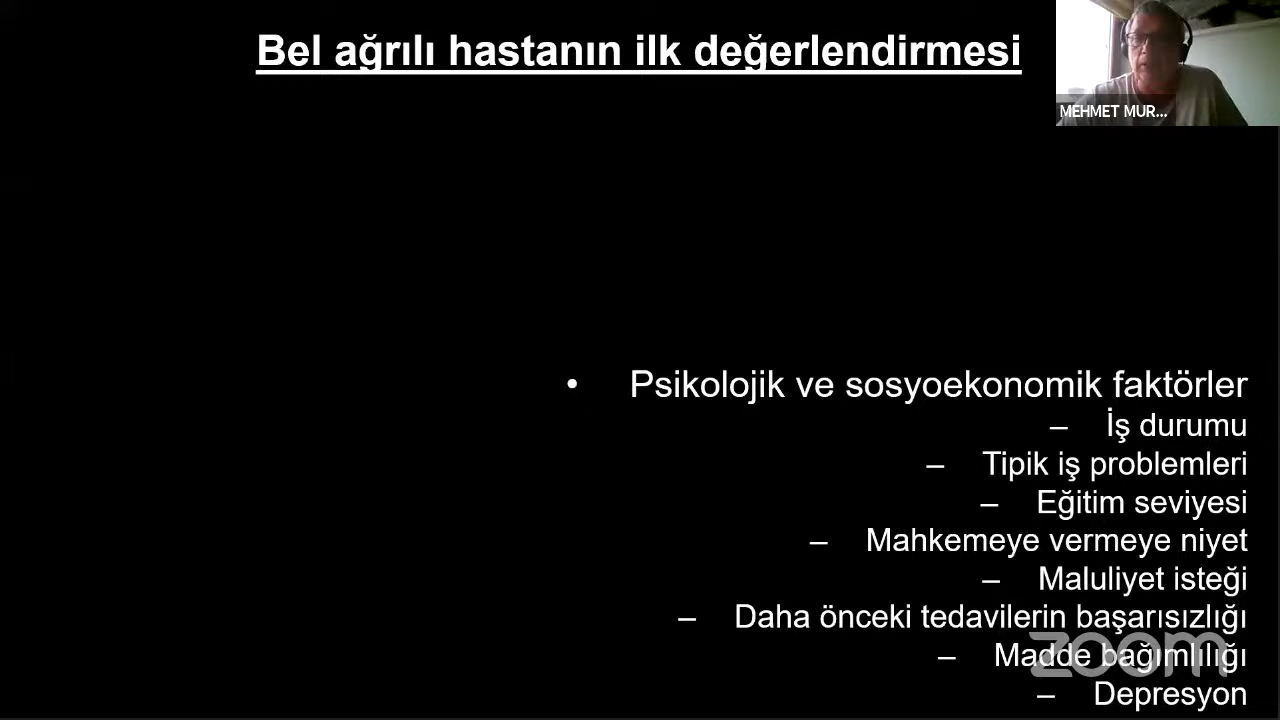 Bel ağrılı hastanın ilk değerlendirmesi
MEHMET MUR...
• Psikolojik ve sosyoekonomik faktörler
– İş durumu
– Tipik iş problemleri
– Eğitim seviyesi
– Mahkemeye vermeye niyet
– Maluliyet isteği
– Daha önceki tedavilerin başarısızlığı
– Madde bağımlılığı
– Depresyon
zoom